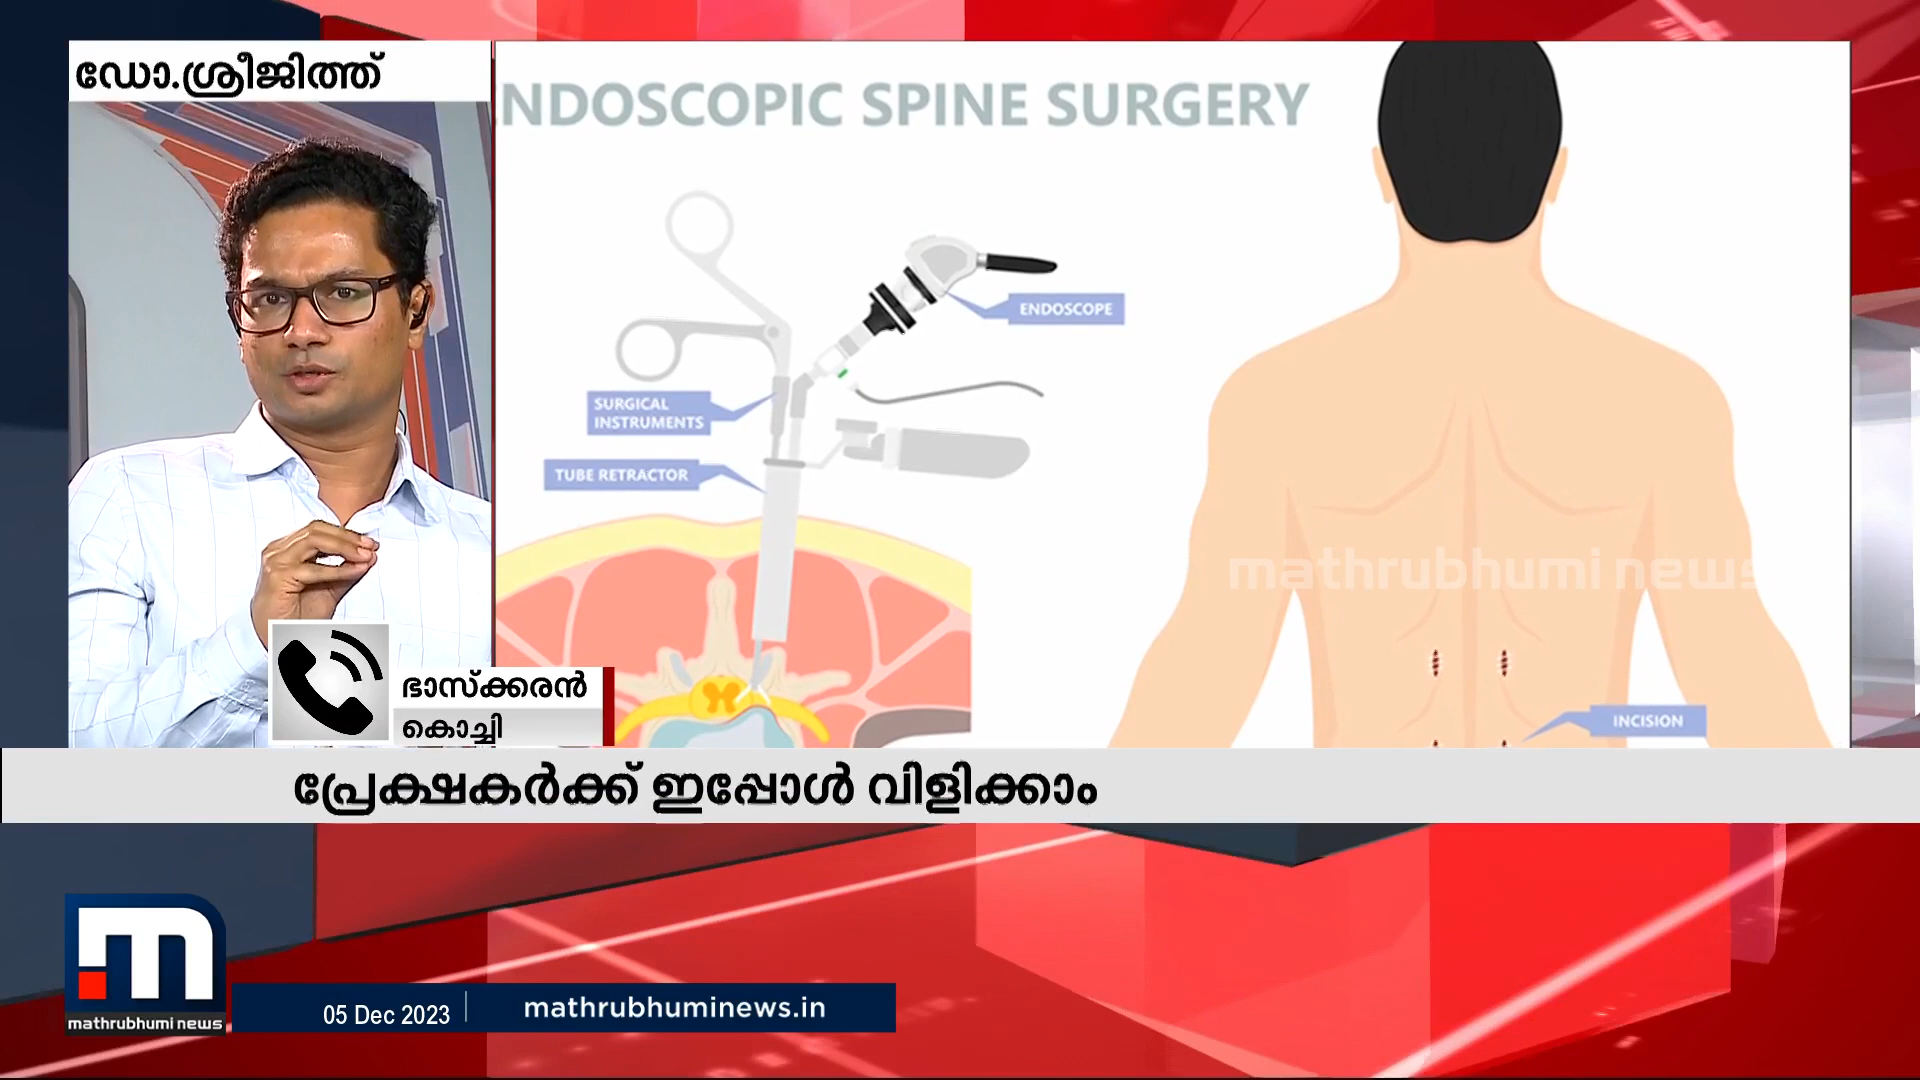 ഡോ.ശ്രീജിത്ത്
NDOSCOPIC SPINE SURGERY
ENDOSCOPE
SURGICAL
INSTRUMENTS
TUBE RETRACTOR
mathrubhumi news
INCISION
ഭാസ്ക്കരൻ
കൊച്ചി
പ്രേക്ഷകർക്ക് ഇപ്പോൾ വിളിക്കാം
mathrubhumi news
05 Dec 2023
mathrubhuminews.in